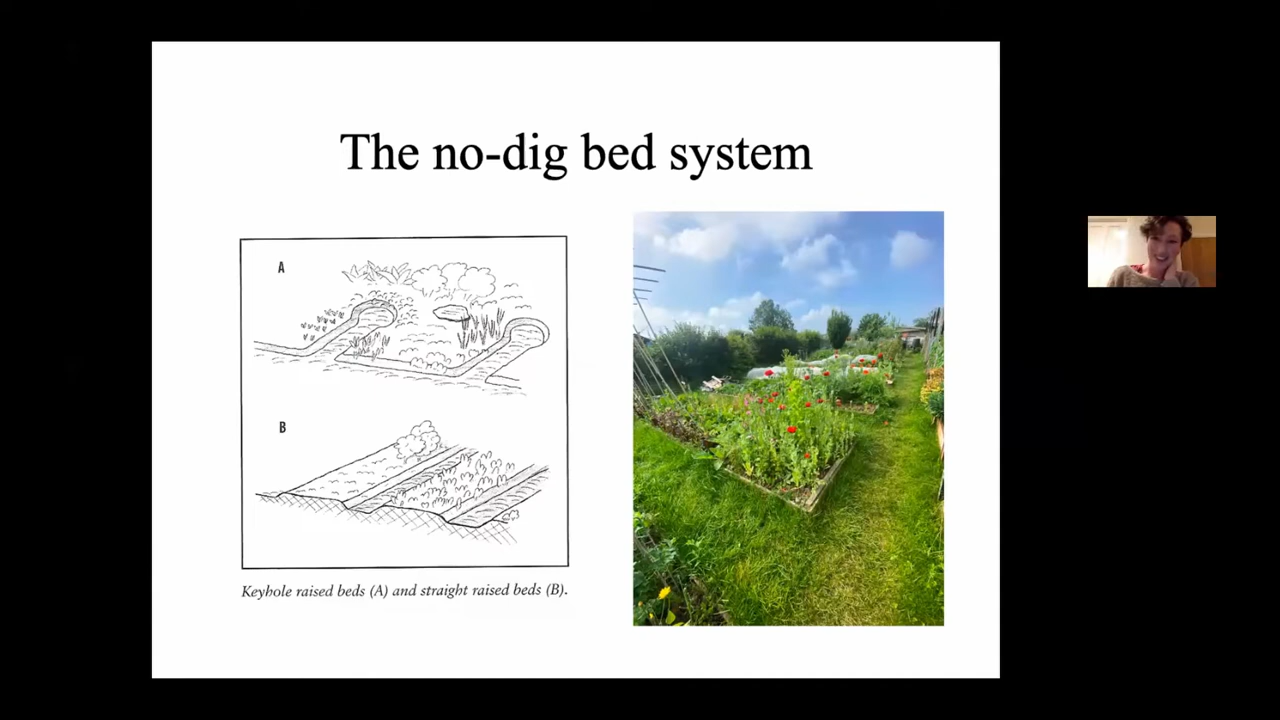 The no-dig bed system
A
B
Keyhole raised beds (A) and straight raised beds (B).